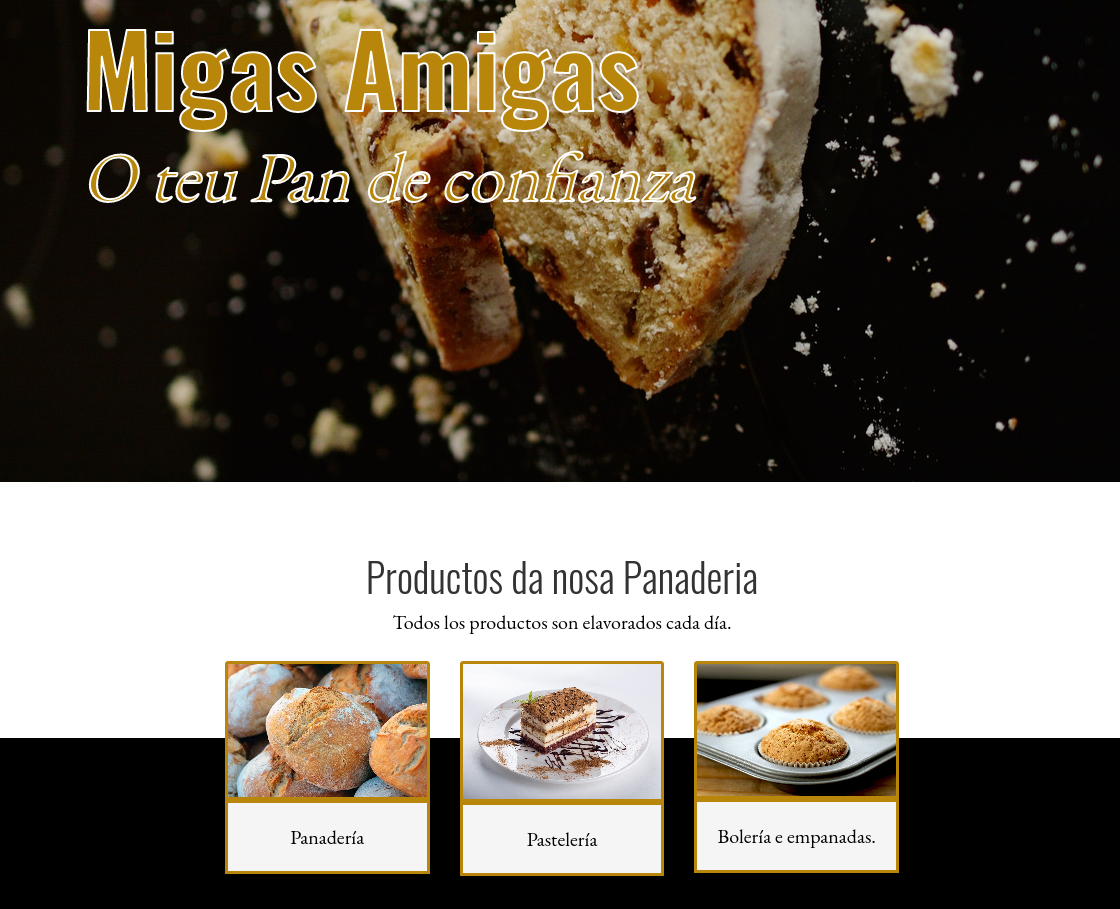 Migas Amigas
O teu Pan de confianza
Productos da nosa Panaderia
Todos los productos son elavorados cada día.
Panadería
Pastelería
Bolería e empanadas.